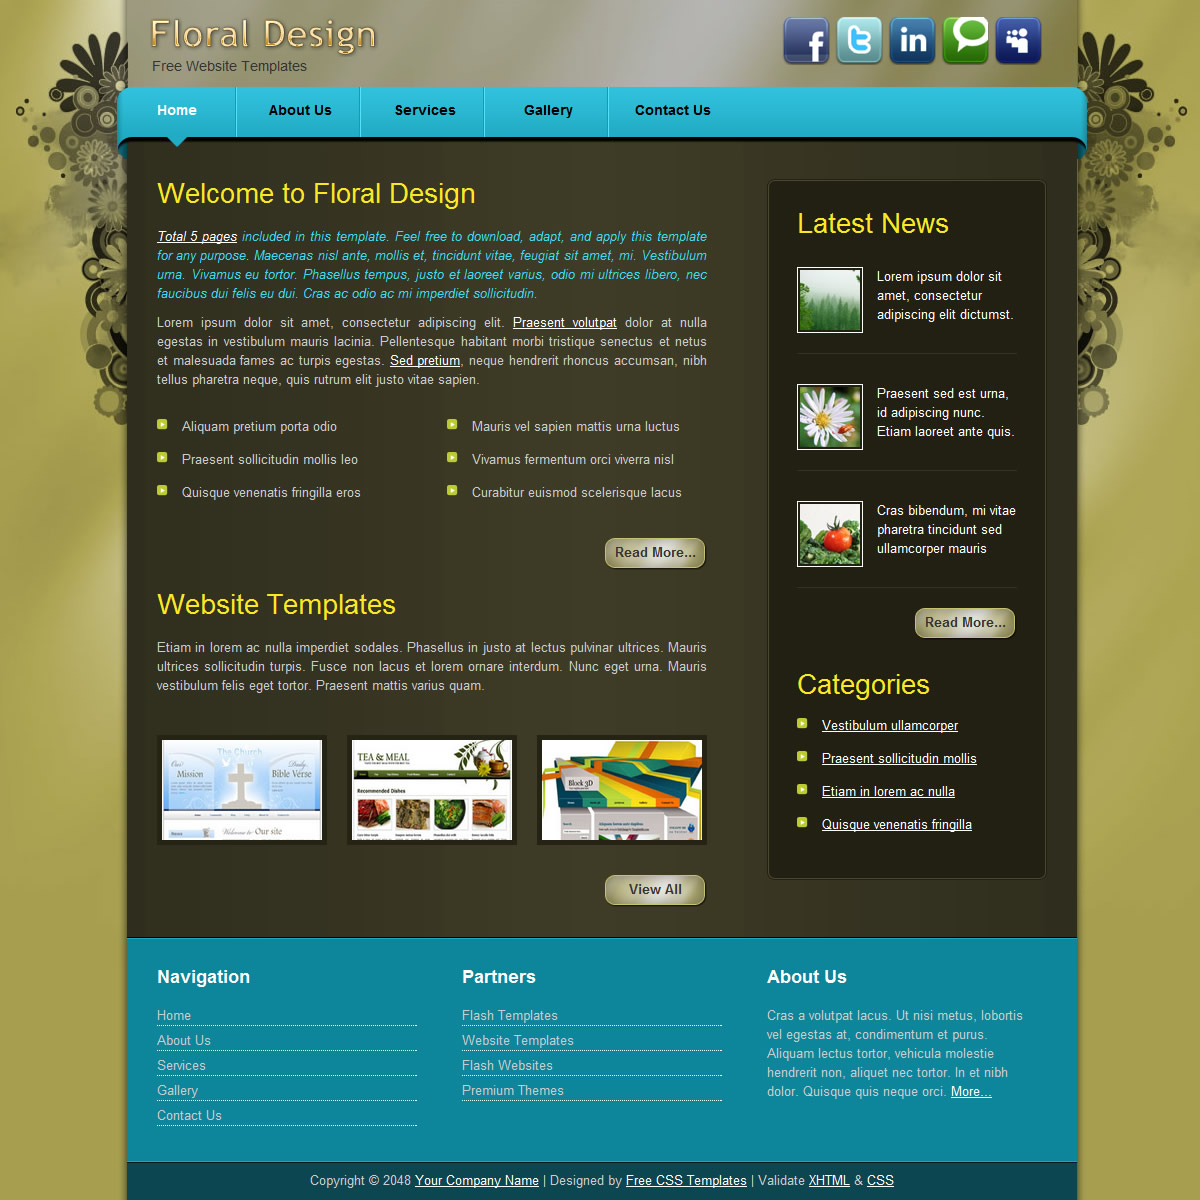 Floral Design
Free Website Templates
Home
About Us
Services
Gallery
Contact Us
Welcome to Floral Design
Total 5 pages included in this template. Feel free to download, adapt, and apply this template
for any purpose. Maecenas nisl ante, mollis et, tincidunt vitae, feugiat sit amet, mi. Vestibulum
urna. Vivamus eu tortor. Phasellus tempus, justo et laoreet varius, odio mi ultrices libero, nec
faucibus dui felis eu dui. Cras ac odio ac mi imperdiet sollicitudin.
Lorem ipsum dolor sit amet, consectetur adipiscing elit. Praesent volutpat dolor at nulla
egestas in vestibulum mauris lacinia. Pellentesque habitant morbi tristique senectus et netus
et malesuada fames ac turpis egestas. Sed pretium, neque hendrerit rhoncus accumsan, nibh
tellus pharetra neque, quis rutrum elit justo vitae sapien.
Aliquam pretium porta odio
Praesent sollicitudin mollis leo
Quisque venenatis fringilla eros
Mauris vel sapien mattis urna luctus
Vivamus fermentum orci viverra nisl
Curabitur euismod scelerisque lacus
Read More...
Website Templates
Etiam in lorem ac nulla imperdiet sodales. Phasellus in justo at lectus pulvinar ultrices. Mauris
ultrices sollicitudin turpis. Fusce non lacus et lorem ornare interdum. Nunc eget urna. Mauris
vestibulum felis eget tortor. Praesent mattis varius quam.
The Church
Our
Mission
Daily
Bible Verse
Welcome to Our site
TEA & MEAL
Recommended Dishes
Block 3D
View All
Latest News
Lorem ipsum dolor sit
amet, consectetur
adipiscing elit dictumst.
Praesent sed est urna,
id adipiscing nunc.
Etiam laoreet ante quis.
Cras bibendum, mi vitae
pharetra tincidunt sed
ullamcorper mauris
Read More...
Categories
Vestibulum ullamcorper
Praesent sollicitudin mollis
Etiam in lorem ac nulla
Quisque venenatis fringilla
Navigation
Home
About Us
Services
Gallery
Contact Us
Partners
Flash Templates
Website Templates
Flash Websites
Premium Themes
About Us
Cras a volutpat lacus. Ut nisi metus, lobortis
vel egestas at, condimentum et purus.
Aliquam lectus tortor, vehicula molestie
hendrerit non, aliquet nec tortor. In et nibh
dolor. Quisque quis neque orci. More...
Copyright © 2048 Your Company Name | Designed by Free CSS Templates | Validate XHTML & CSS